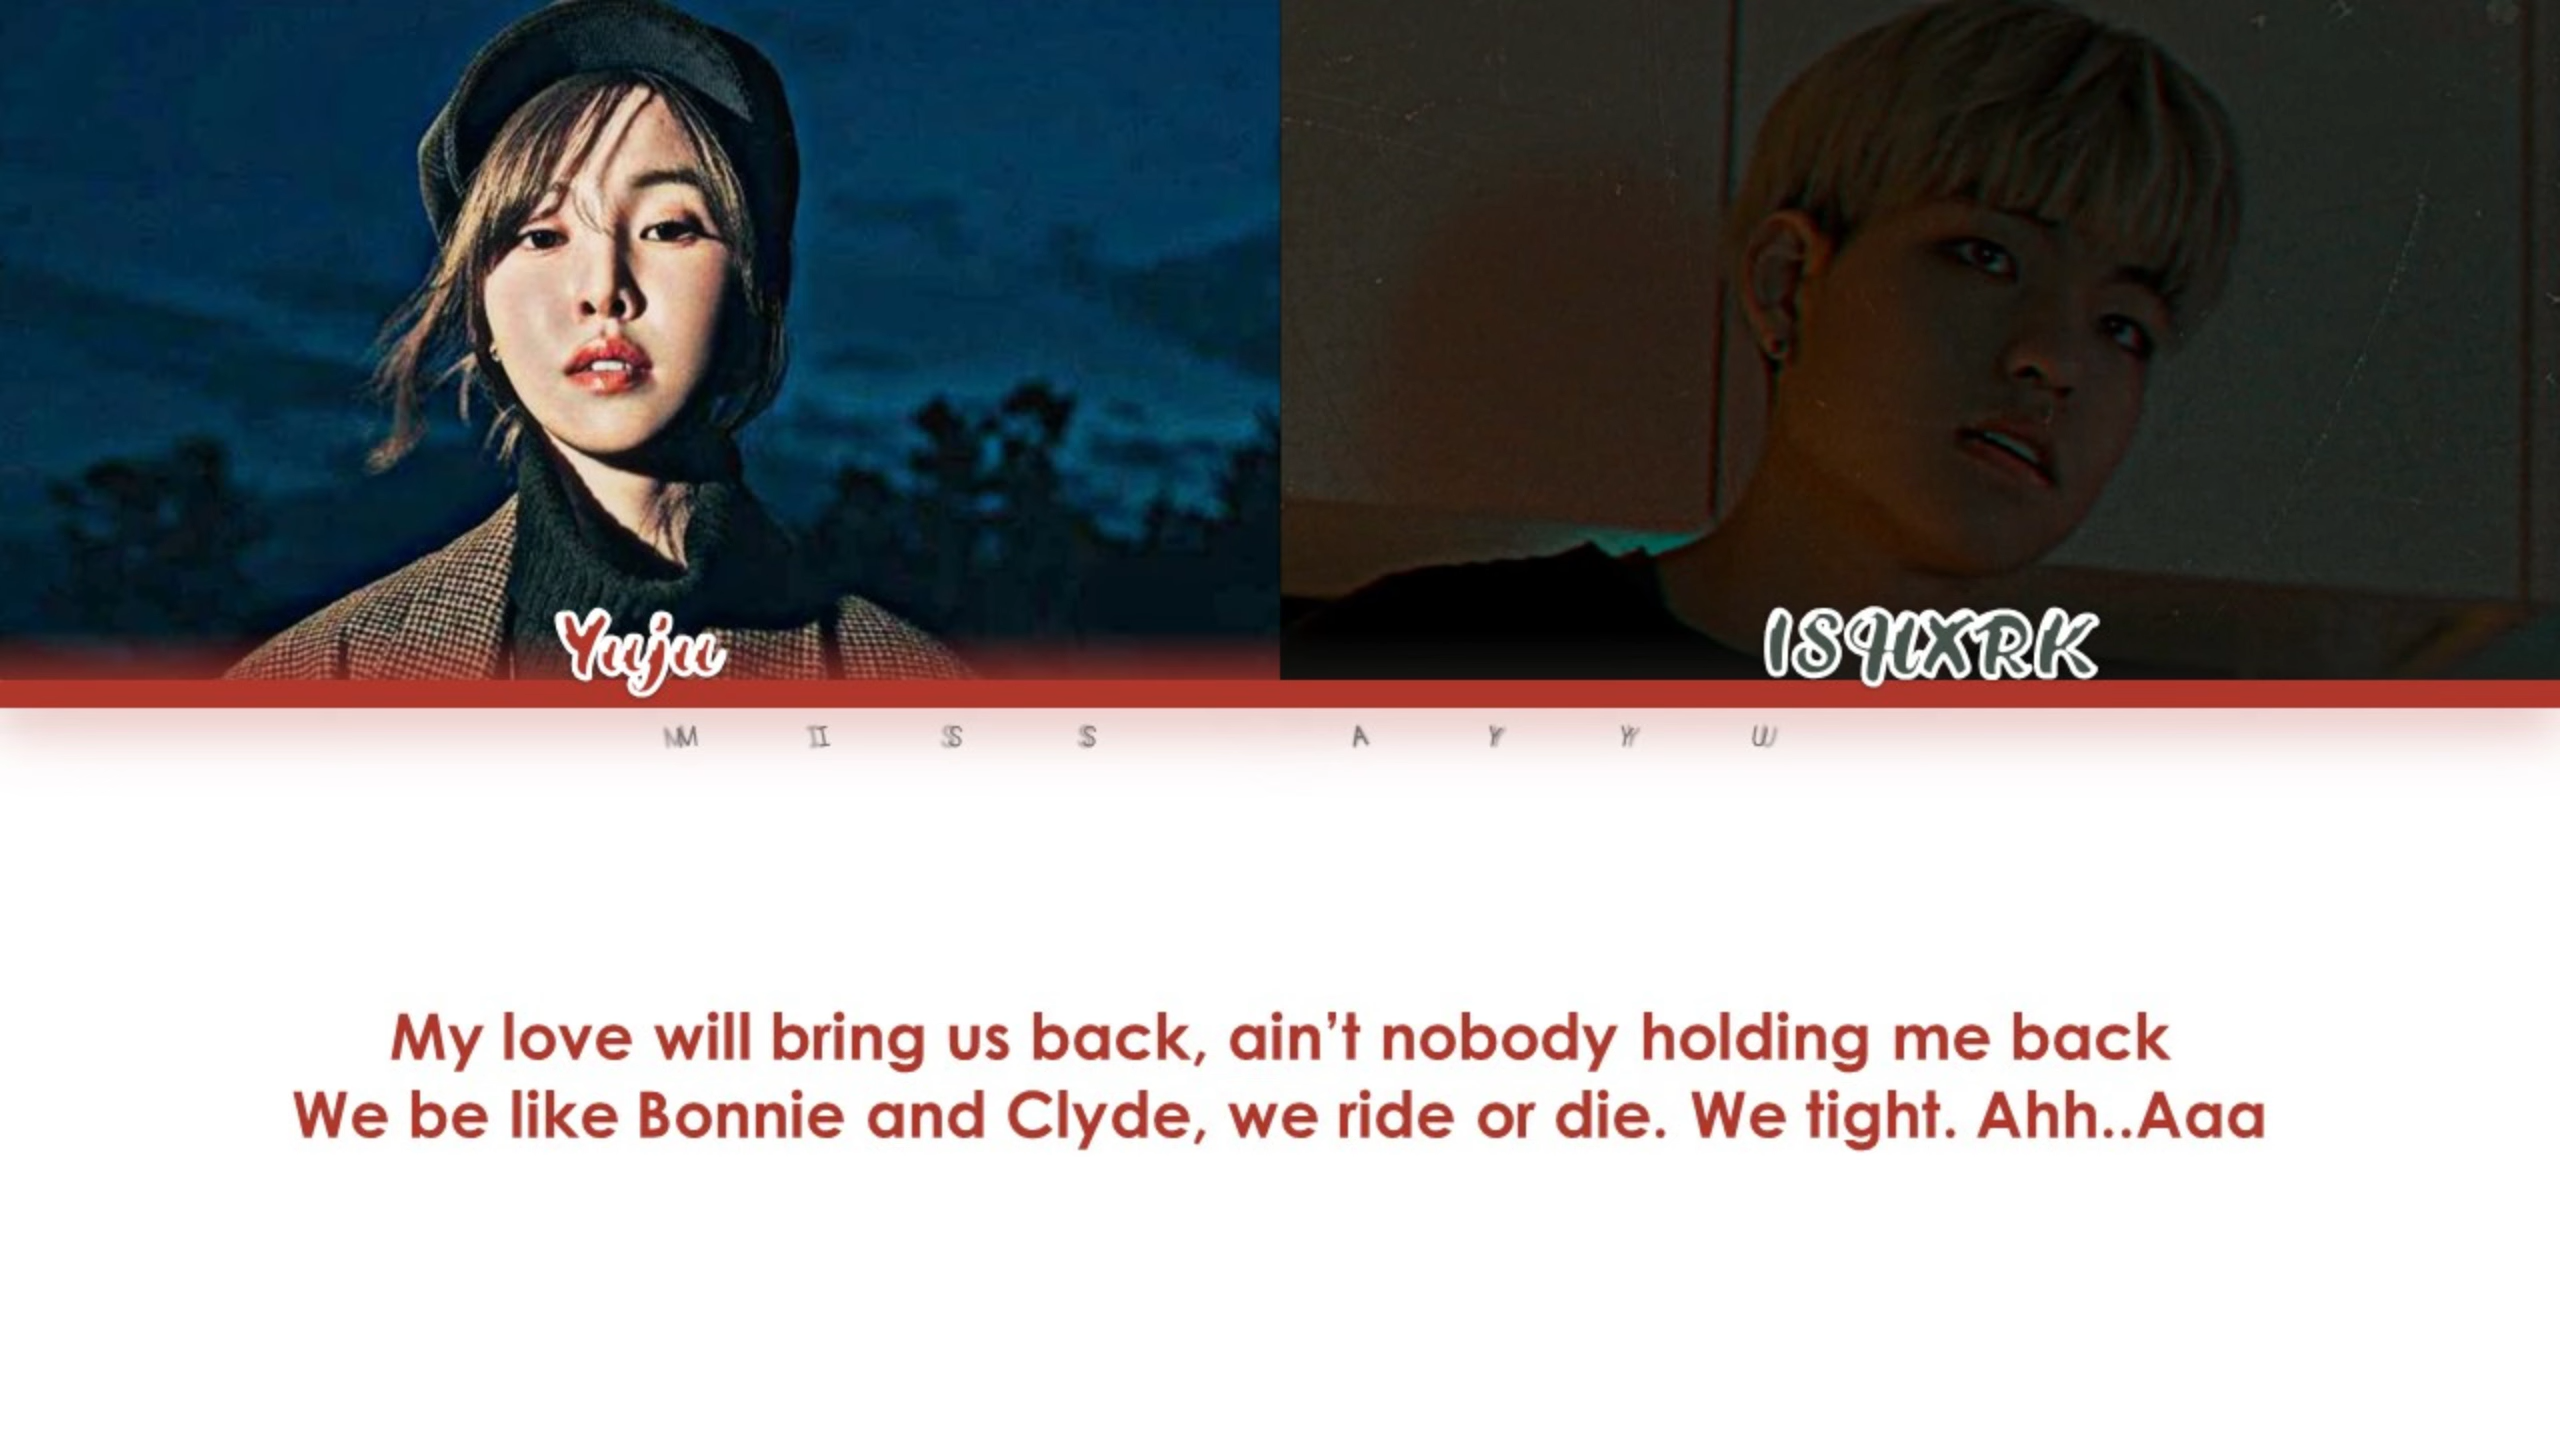 Yuju
ISHXRK
M I S S A Y Y U
My love will bring us back, ain’t nobody holding me back
We be like Bonnie and Clyde, we ride or die. We tight. Ahh..Aaa